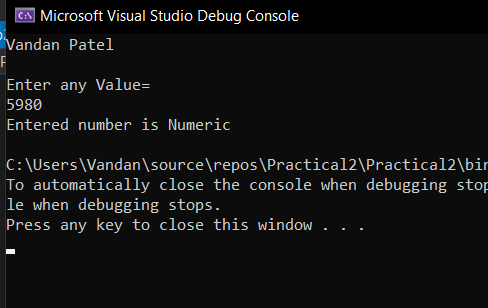 Microsoft Visual Studio Debug Console
Vandan Patel
Enter any Value=
5980
Entered number is Numeric
C:\Users\Vandan\source\repos\Practical2\Practical2\bin
To automatically close the console when debugging stop
le when debugging stops.
Press any key to close this window . . .